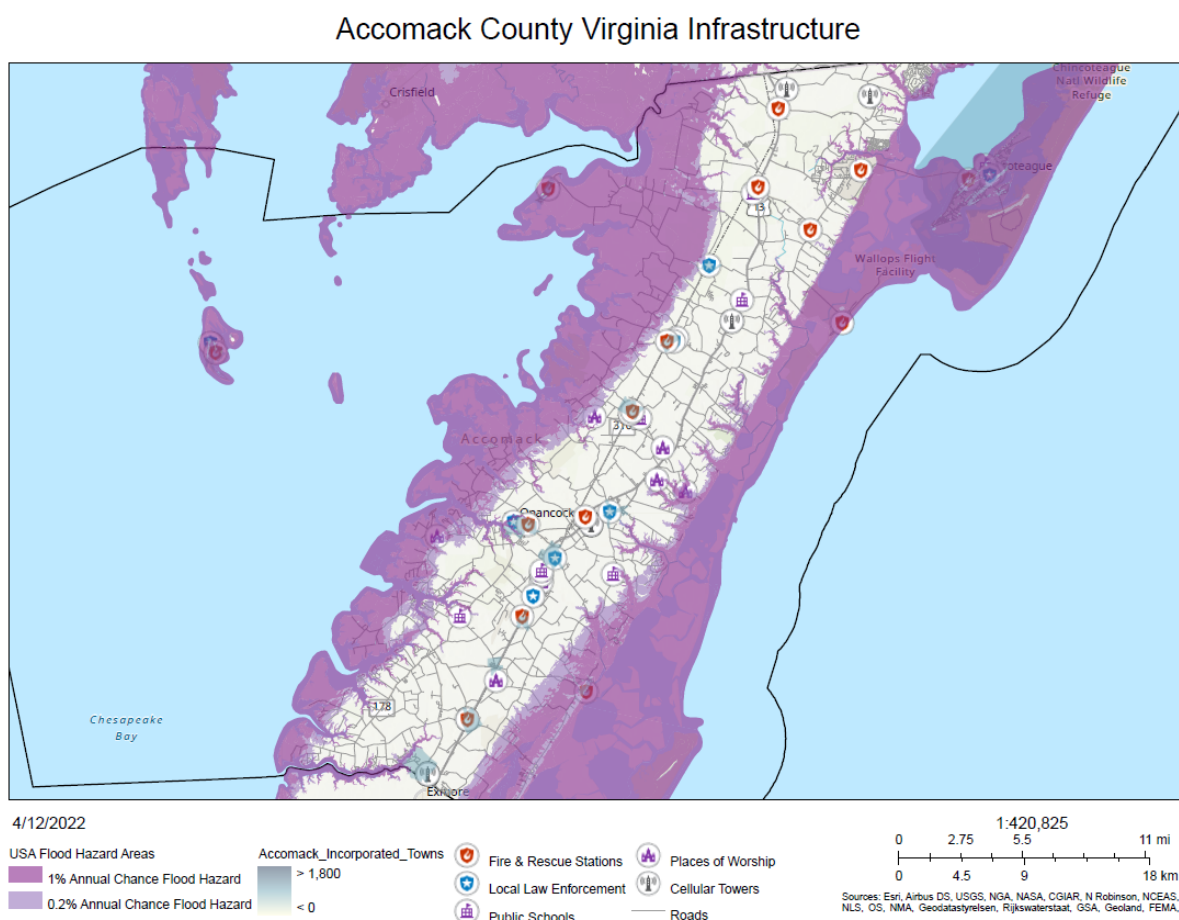 Accomack County Virginia Infrastructure
Chincoteague
Natl Wildlife
Refuge
Crisfield
13
Wallops Flight
Facility
Accomack
316
Onancock
178
Chesapeake
Bay
Exmore
4/12/2022
1:420,825
0 2.75 5.5 11 mi
0 4.5 9 18 km
USA Flood Hazard Areas
1% Annual Chance Flood Hazard
0.2% Annual Chance Flood Hazard
Accomack_Incorporated_Towns
> 1,800
< 0
Fire & Rescue Stations
Local Law Enforcement
Public Schools
Places of Worship
Cellular Towers
Roads
Sources: Esri, Airbus DS, USGS, NGA, NASA, CGIAR, N Robinson, NCEAS,
NLS, OS, NMA, Geodatastyrelsen, Rijkswaterstaat, GSA, Geoland, FEMA,